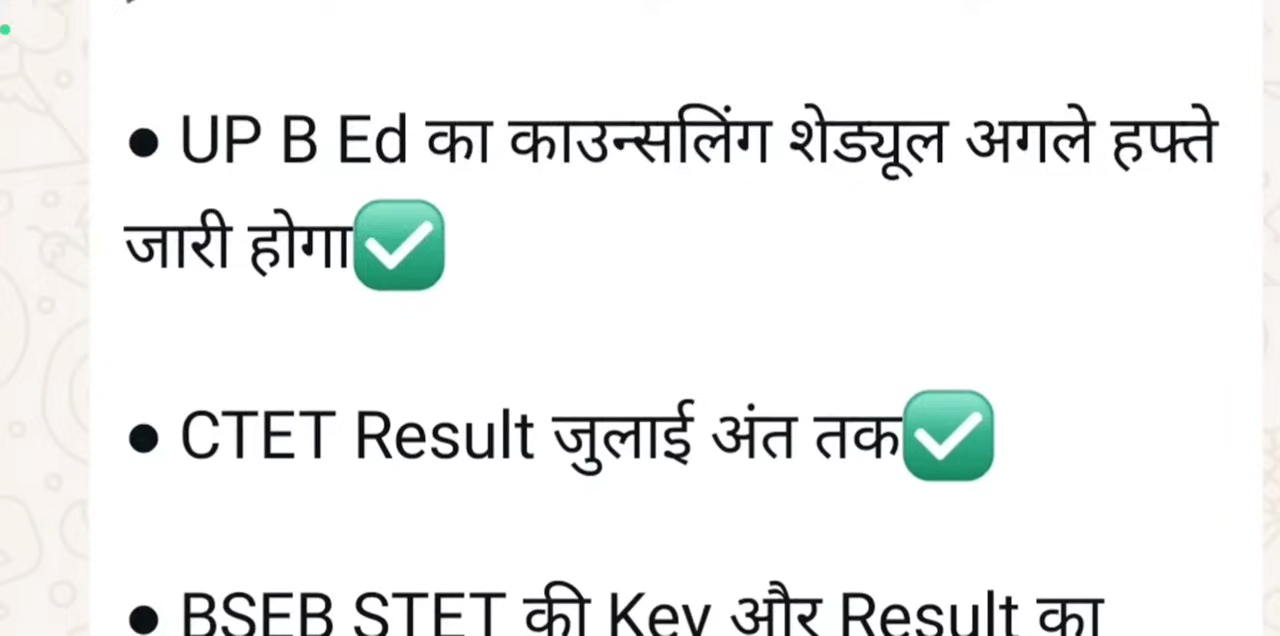 ● UP B Ed का काउन्सलिंग शेड्यूल अगले हफ्ते
जारी होगा✅
● CTET Result जुलाई अंत तक✅
● BSEB STET की Key और Result का